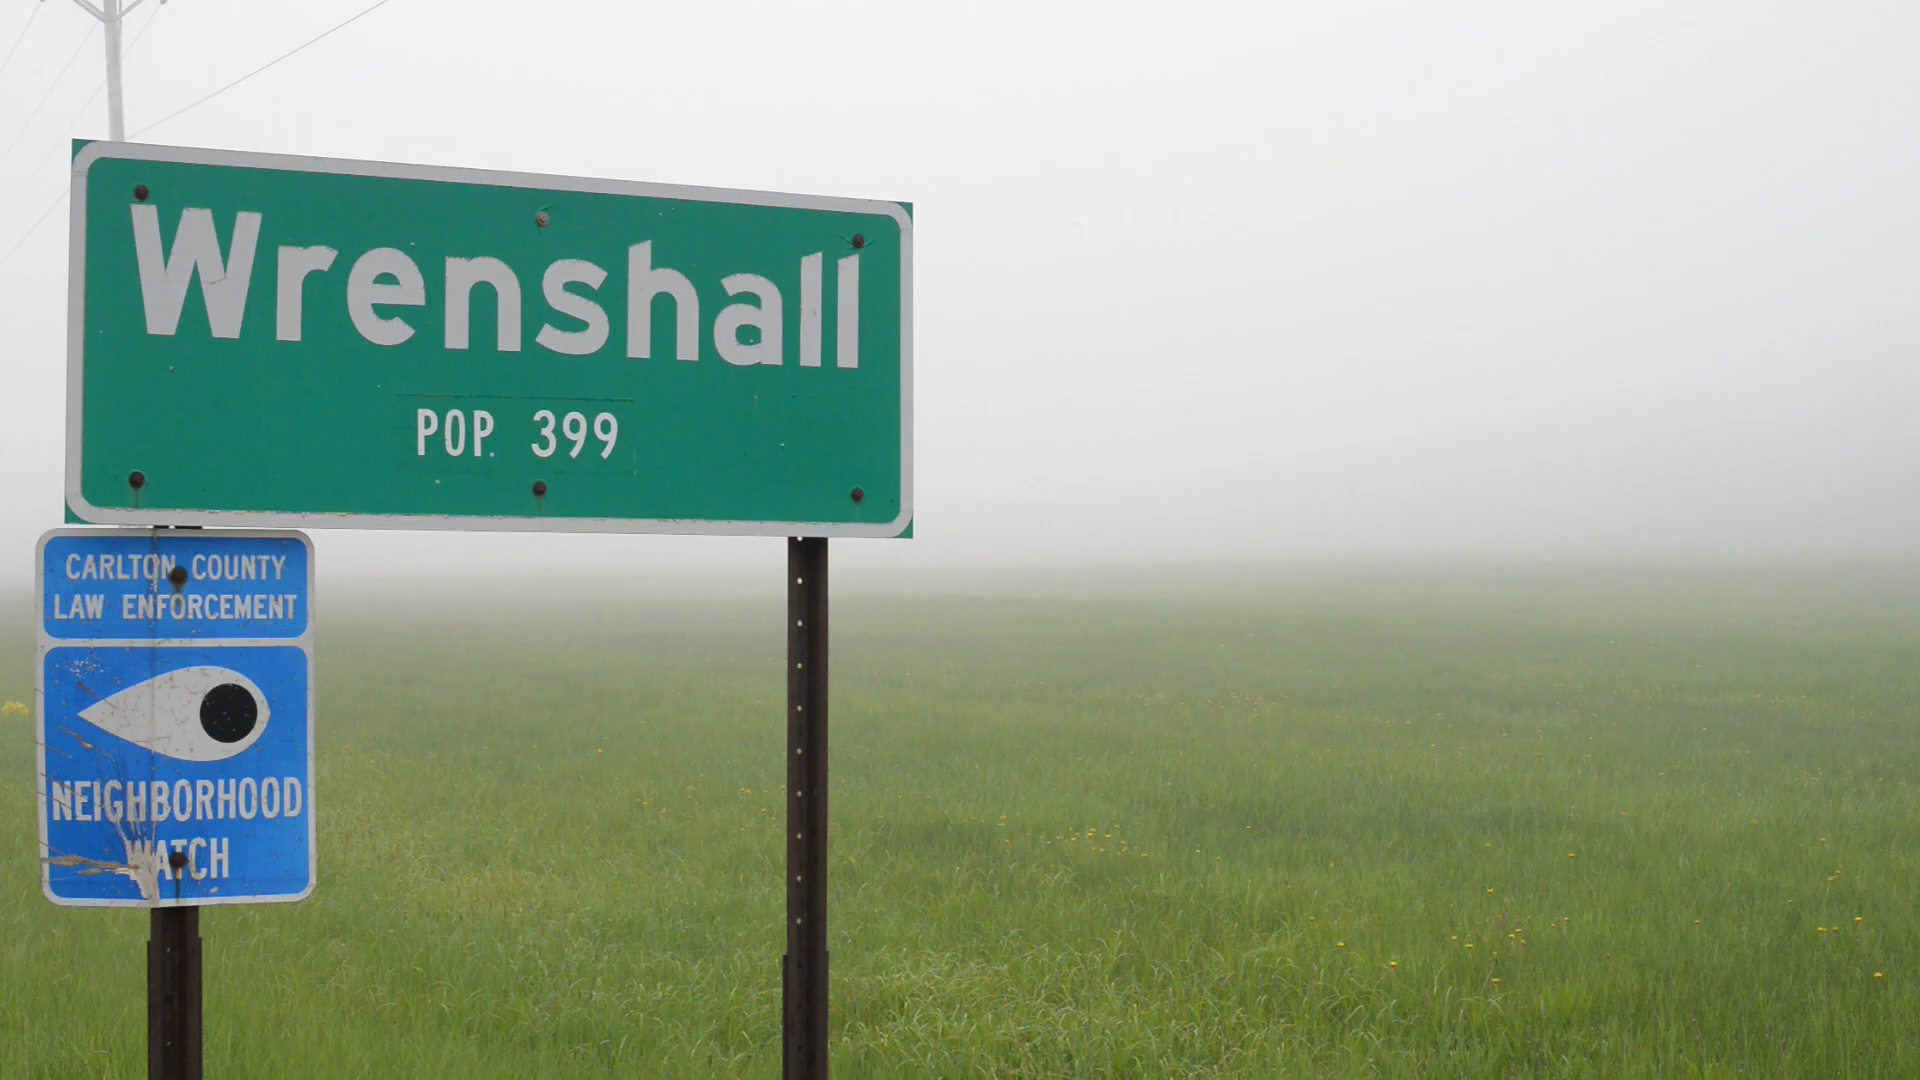 Wrenshall
POP. 399
CARLTON COUNTY
LAW ENFORCEMENT
NEIGHBORHOOD
WATCH